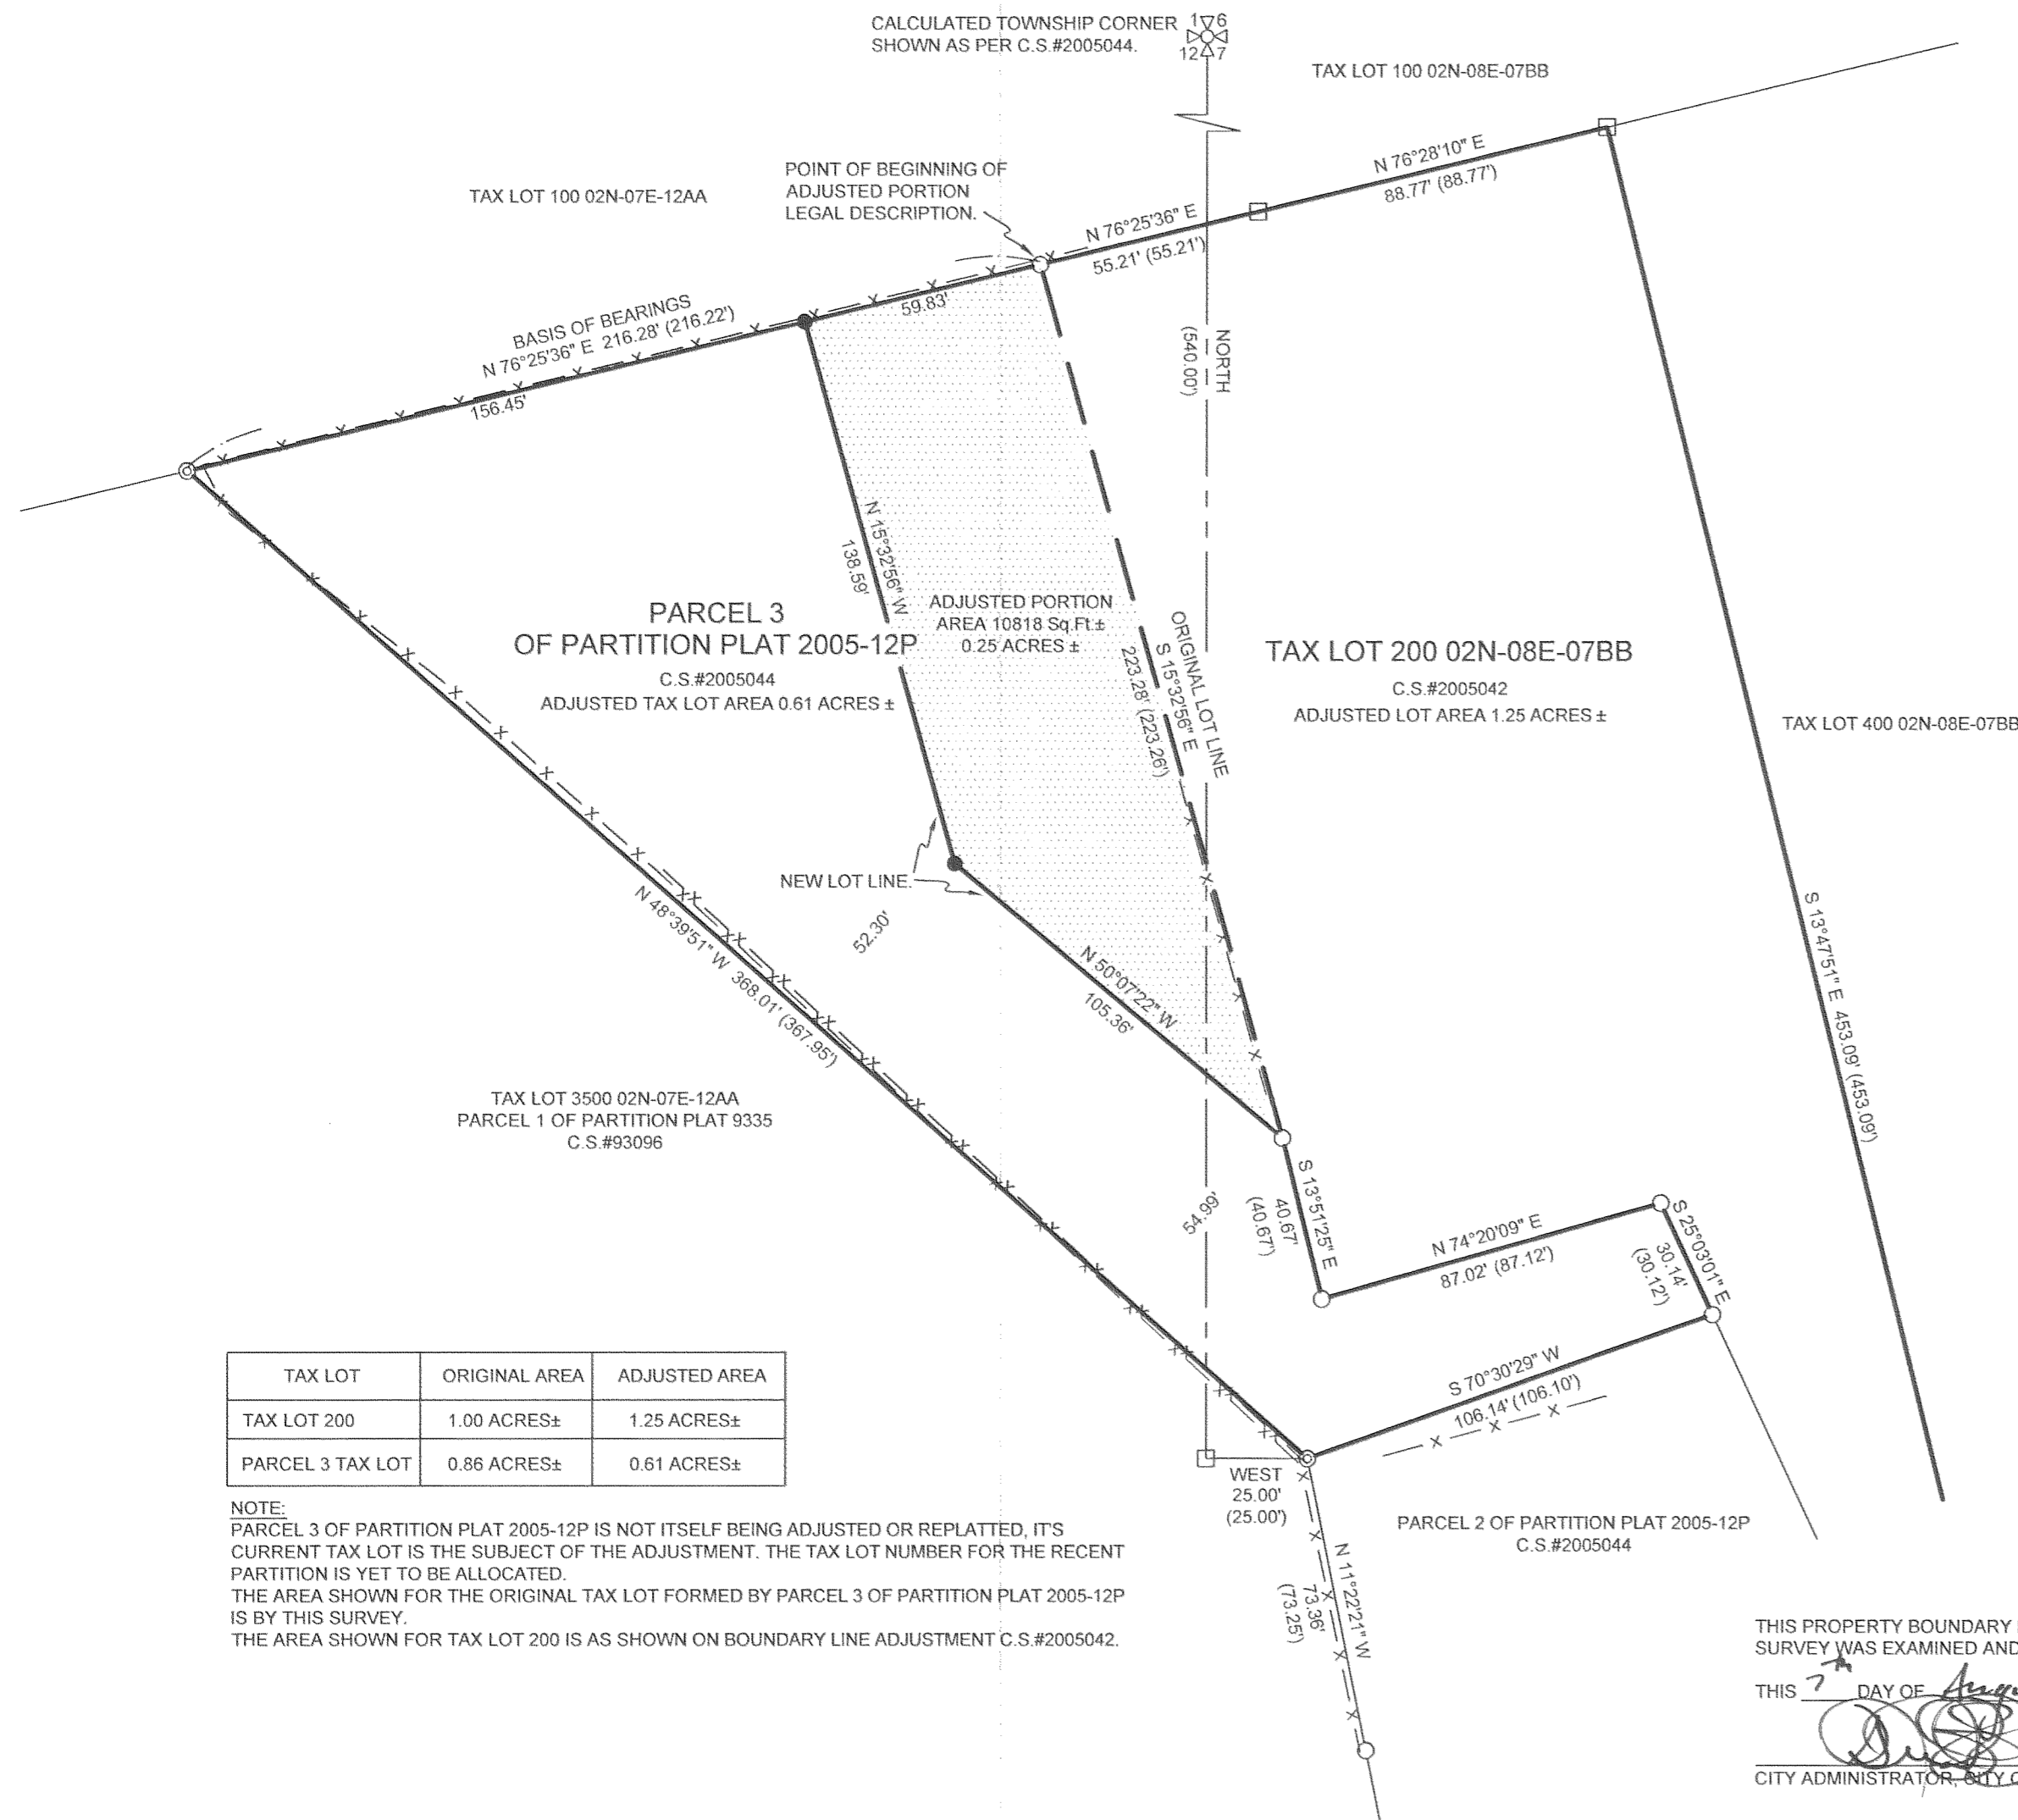 CALCULATED TOWNSHIP CORNER
SHOWN AS PER C.S.#2005044.
1 6
12 7
TAX LOT 100 02N-08E-07BB
N 76°28'10" E
88.77' (88.77')
POINT OF BEGINNING OF
ADJUSTED PORTION
LEGAL DESCRIPTION.
TAX LOT 100 02N-07E-12AA
N 76°25'36" E
55.21' (55.21')
59.83'
BASIS OF BEARINGS
N 76°25'36" E 216.28' (216.22')
156.45'
NORTH
(540.00')
N 15°32'56" W
138.59'
PARCEL 3
OF PARTITION PLAT 2005-12P
C.S.#2005044
ADJUSTED TAX LOT AREA 0.61 ACRES ±
ADJUSTED PORTION
AREA 10818 Sq.Ft.±
0.25 ACRES ±
ORIGINAL LOT LINE
S 15°32'56" E
223.28' (223.26')
TAX LOT 200 02N-08E-07BB
C.S.#2005042
ADJUSTED LOT AREA 1.25 ACRES ±
TAX LOT 400 02N-08E-07BB
S 13°47'51" E 453.09' (453.09')
NEW LOT LINE.
52.30'
N 48°39'51" W 368.01' (367.95')
N 50°07'22" W
105.36'
TAX LOT 3500 02N-07E-12AA
PARCEL 1 OF PARTITION PLAT 9335
C.S.#93096
54.99'
S 13°51'25" E
40.67'
(40.67')
N 74°20'09" E
87.02' (87.12')
S 25°03'01" E
30.14'
(30.12')
S 70°30'29" W
106.14' (106.10')
WEST
25.00'
(25.00')
PARCEL 2 OF PARTITION PLAT 2005-12P
C.S.#2005044
N 11°22'21" W
73.36'
(73.25')
TAX LOT ORIGINAL AREA ADJUSTED AREA
TAX LOT 200 1.00 ACRES± 1.25 ACRES±
PARCEL 3 TAX LOT 0.86 ACRES± 0.61 ACRES±
NOTE:
PARCEL 3 OF PARTITION PLAT 2005-12P IS NOT ITSELF BEING ADJUSTED OR REPLATTED, IT'S
CURRENT TAX LOT IS THE SUBJECT OF THE ADJUSTMENT. THE TAX LOT NUMBER FOR THE RECENT
PARTITION IS YET TO BE ALLOCATED.
THE AREA SHOWN FOR THE ORIGINAL TAX LOT FORMED BY PARCEL 3 OF PARTITION PLAT 2005-12P
IS BY THIS SURVEY.
THE AREA SHOWN FOR TAX LOT 200 IS AS SHOWN ON BOUNDARY LINE ADJUSTMENT C.S.#2005042.
THIS PROPERTY BOUNDARY
SURVEY WAS EXAMINED AND
THIS 7th DAY OF
CITY ADMINISTRATOR, CITY